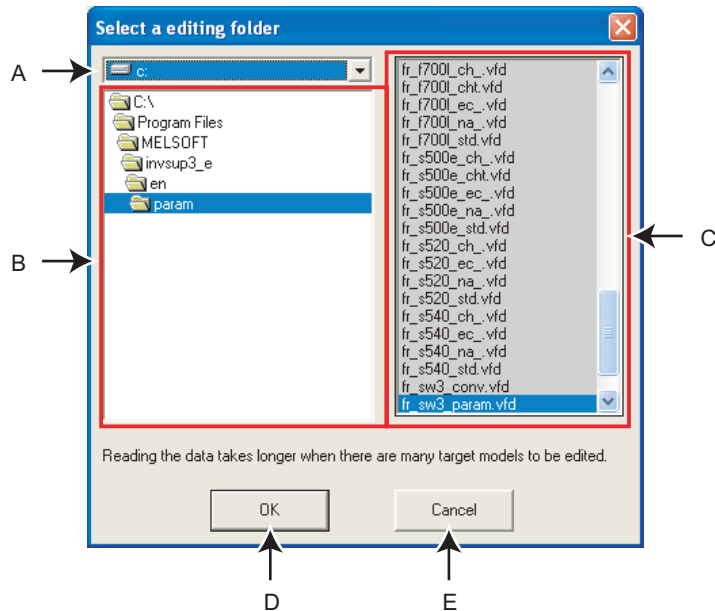 Select a editing folder
A
c:
C:\
Program Files
MELSOFT
invsup3_e
en
param
B
fr_f700l_ch_.vfd
fr_f700l_cht.vfd
fr_f700l_ec_.vfd
fr_f700l_na_.vfd
fr_f700l_std.vfd
fr_s500e_ch_.vfd
fr_s500e_cht.vfd
fr_s500e_ec_.vfd
fr_s500e_na_.vfd
fr_s500e_std.vfd
fr_s520_ch_.vfd
fr_s520_ec_.vfd
fr_s520_na_.vfd
fr_s520_std.vfd
fr_s540_ch_.vfd
fr_s540_ec_.vfd
fr_s540_na_.vfd
fr_s540_std.vfd
fr_sw3_conv.vfd
fr_sw3_param.vfd
C
Reading the data takes longer when there are many target models to be edited.
OK
Cancel
D
E